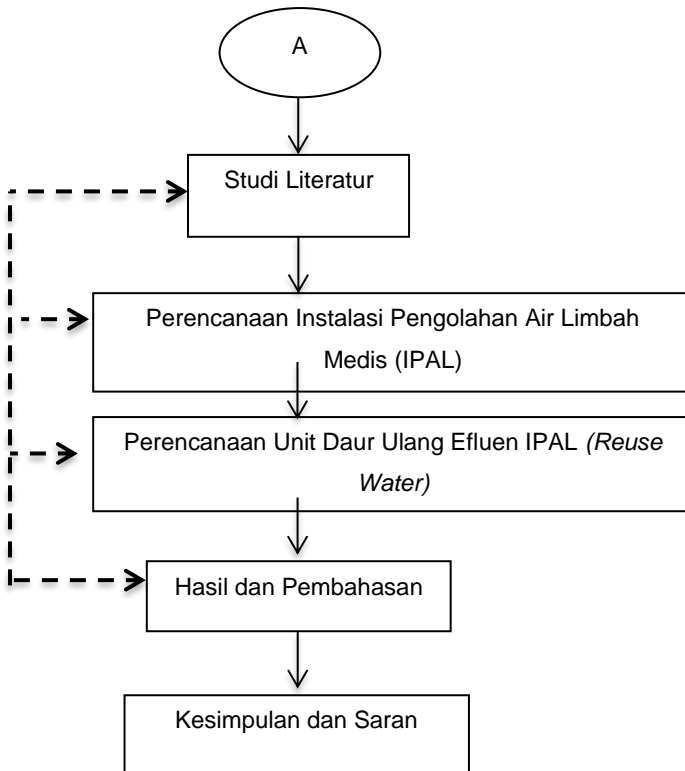 A
Studi Literatur
Perencanaan Instalasi Pengolahan Air Limbah
Medis (IPAL)
Perencanaan Unit Daur Ulang Efluen IPAL (Reuse
Water)
Hasil dan Pembahasan
Kesimpulan dan Saran